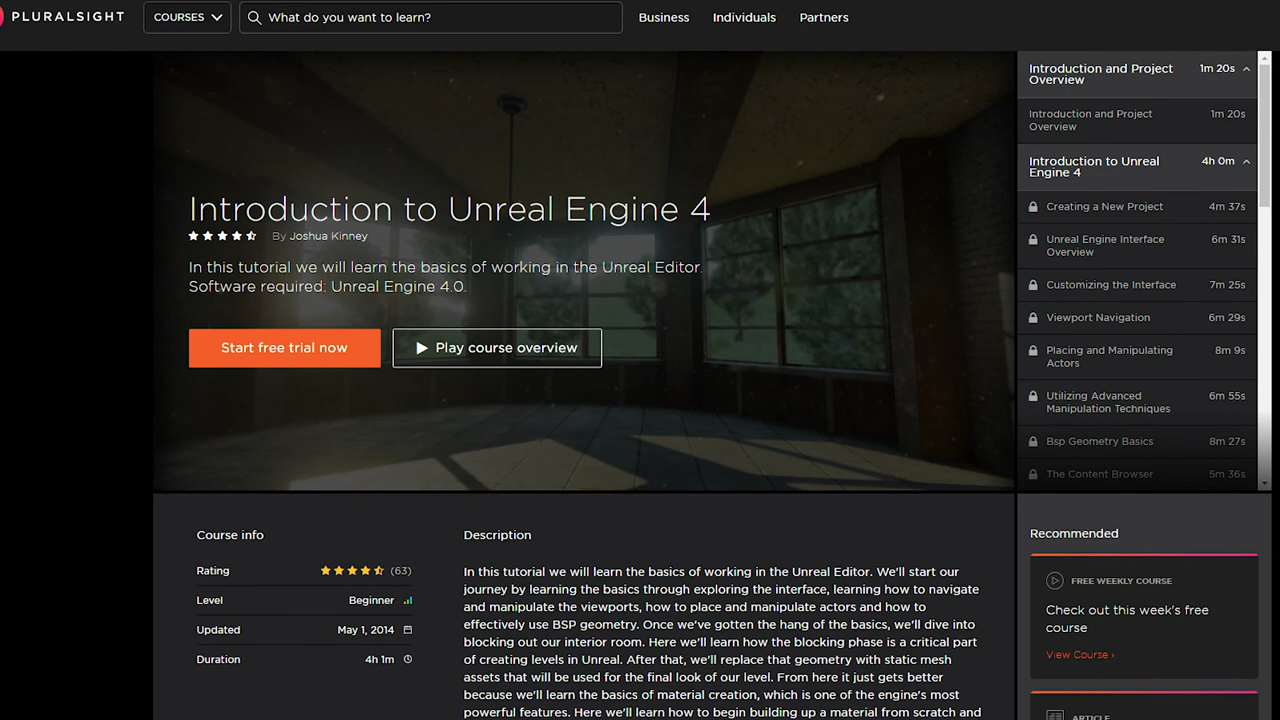 PLURALSIGHT
COURSES
What do you want to learn?
Business
Individuals
Partners
Introduction to Unreal Engine 4
By Joshua Kinney
In this tutorial we will learn the basics of working in the Unreal Editor.
Software required: Unreal Engine 4.0.
Start free trial now
Play course overview
Introduction and Project 1m 20s
Overview
Introduction and Project 1m 20s
Overview
Introduction to Unreal 4h 0m
Engine 4
Creating a New Project 4m 37s
Unreal Engine Interface 6m 31s
Overview
Customizing the Interface 7m 25s
Viewport Navigation 6m 29s
Placing and Manipulating 8m 9s
Actors
Utilizing Advanced 6m 55s
Manipulation Techniques
Bsp Geometry Basics 8m 27s
The Content Browser 5m 36s
Course info
Rating (63)
Level Beginner
Updated May 1, 2014
Duration 4h 1m
Description
In this tutorial we will learn the basics of working in the Unreal Editor. We'll start our
journey by learning the basics through exploring the interface, learning how to navigate
and manipulate the viewports, how to place and manipulate actors and how to
effectively use BSP geometry. Once we've gotten the hang of the basics, we'll dive into
blocking out our interior room. Here we'll learn how the blocking phase is a critical part
of creating levels in Unreal. After that, we'll replace that geometry with static mesh
assets that will be used for the final look of our level. From here it just gets better
because we'll learn the basics of material creation, which is one of the engine's most
powerful features. Here we'll learn how to begin building up a material from scratch and
Recommended
FREE WEEKLY COURSE
Check out this week's free
course
View Course ›
ARTICLE